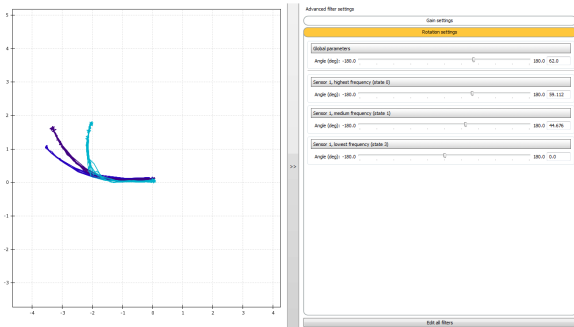 Advanced filter settings
Gain settings
Rotation settings
Global parameters
Angle (deg): -180.0 180.0 62.0
Sensor 1, highest frequency (state 0)
Angle (deg): -180.0 180.0 59.112
Sensor 1, medium frequency (state 1)
Angle (deg): -180.0 180.0 44.676
Sensor 1, lowest frequency (state 3)
Angle (deg): -180.0 180.0 0.0
Edit all filters
>>
5
4
3
2
1
0
-1
-2
-3
-4 -3 -2 -1 0 1 2 3 4